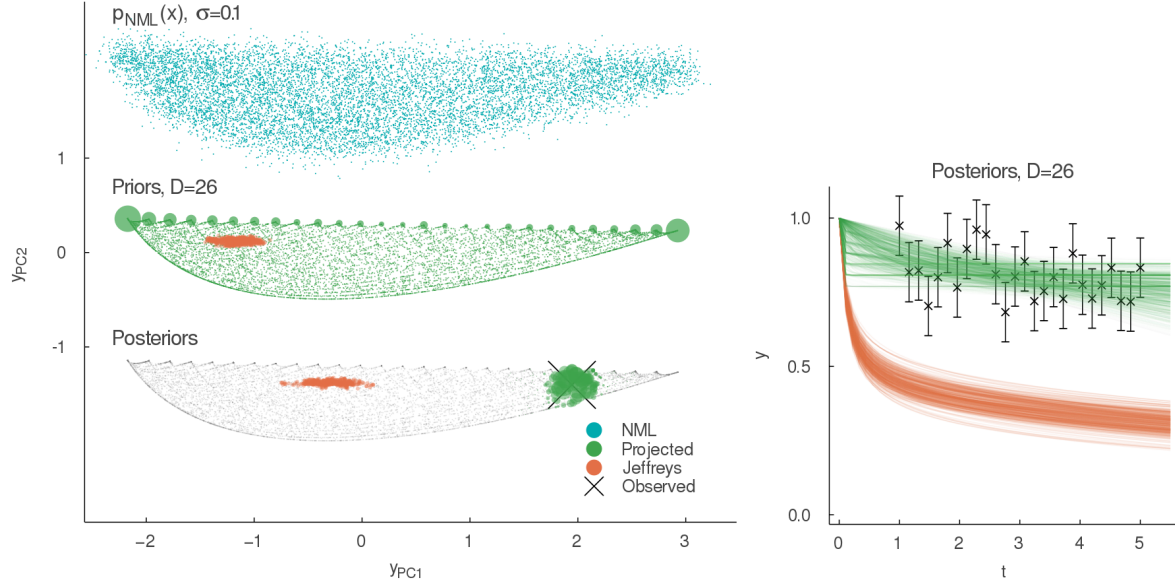 p_NML(x), σ=0.1
1
Priors, D=26
0
y_PC2
-1
Posteriors
NML
Projected
Jeffreys
Observed
−2 −1 0 1 2 3
y_PC1
Posteriors, D=26
1.0
y
0.5
0.0
0 1 2 3 4 5
t